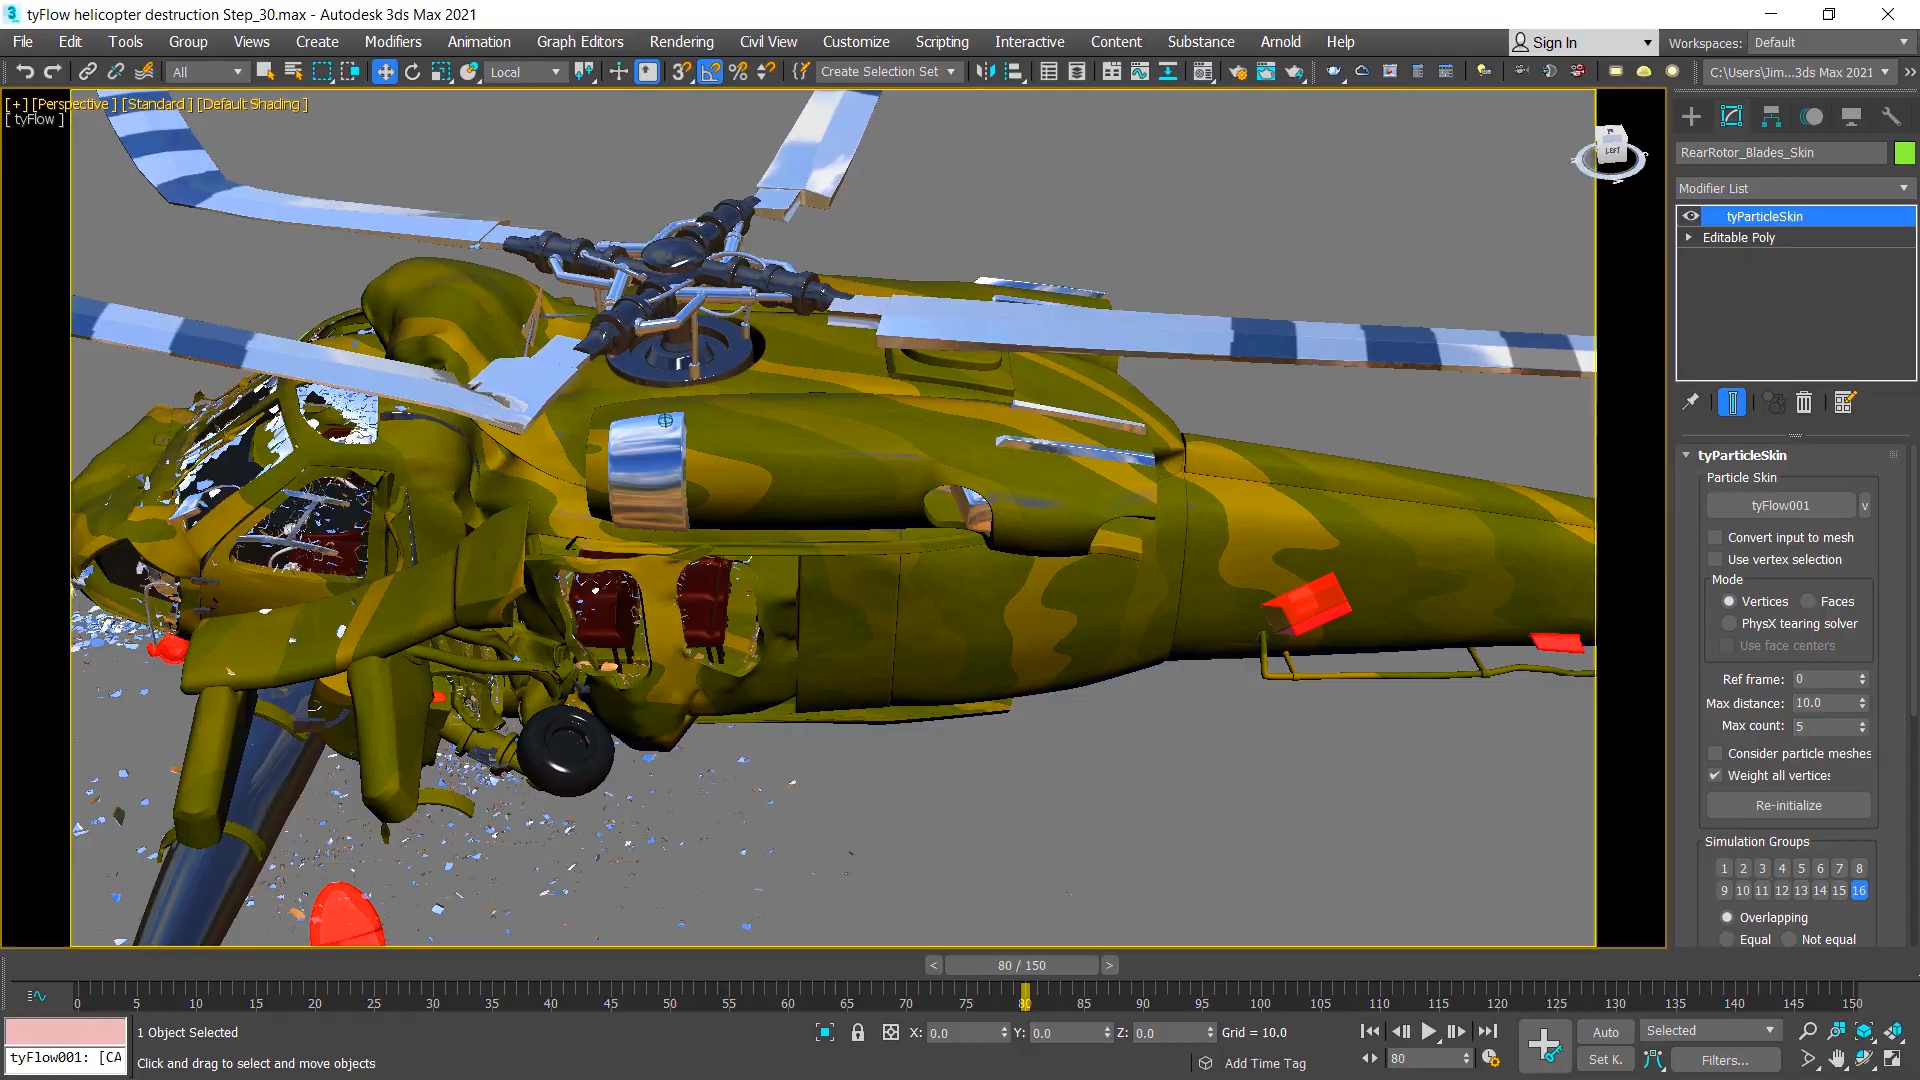 tyFlow helicopter destruction Step_30.max - Autodesk 3ds Max 2021
File Edit Tools Group Views Create Modifiers Animation Graph Editors Rendering Civil View Customize Scripting Interactive Content Substance Arnold Help
Sign In
Workspaces: Default
All
Local
Create Selection Set
C:\Users\Jim...3ds Max 2021
[+] [Perspective ] [Standard ] [Default Shading ]
[ tyFlow ]
LEFT
RearRotor_Blades_Skin
Modifier List
tyParticleSkin
Editable Poly
tyParticleSkin
Particle Skin
tyFlow001 v
Convert input to mesh
Use vertex selection
Mode
Vertices Faces
PhysX tearing solver
Use face centers
Ref frame: 0
Max distance: 10.0
Max count: 5
Consider particle meshes
Weight all vertices
Re-initialize
Simulation Groups
1 2 3 4 5 6 7 8
9 10 11 12 13 14 15 16
Overlapping
Equal Not equal
< 80 / 150 >
0 5 10 15 20 25 30 35 40 45 50 55 60 65 70 75 80 85 90 95 100 105 110 115 120 125 130 135 140 145 150
1 Object Selected
X: 0.0 Y: 0.0 Z: 0.0 Grid = 10.0
Auto Selected
tyFlow001: [CA
Click and drag to select and move objects
Add Time Tag
80
Set K. Filters...